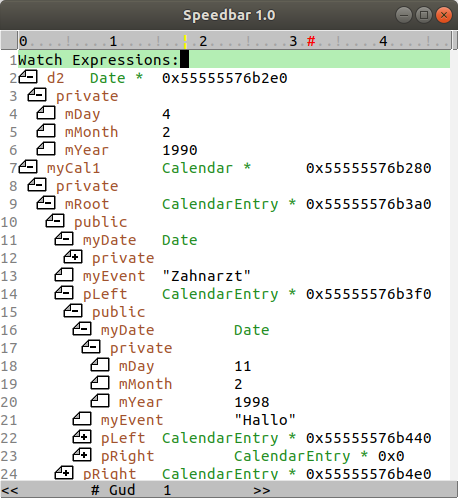 Speedbar 1.0
0....¦....1....¦....2....¦....3.#..¦....4....¦...
1Watch Expressions:
2 d2 Date * 0x55555576b2e0
3 private
4 mDay 4
5 mMonth 2
6 mYear 1990
7 myCal1 Calendar * 0x55555576b280
8 private
9 mRoot CalendarEntry * 0x55555576b3a0
10 public
11 myDate Date
12 private
13 myEvent "Zahnarzt"
14 pLeft CalendarEntry * 0x55555576b3f0
15 public
16 myDate Date
17 private
18 mDay 11
19 mMonth 2
20 mYear 1998
21 myEvent "Hallo"
22 pLeft CalendarEntry * 0x55555576b440
23 pRight CalendarEntry * 0x0
24 pRight CalendarEntry * 0x55555576b4e0
<< # Gud 1 >>